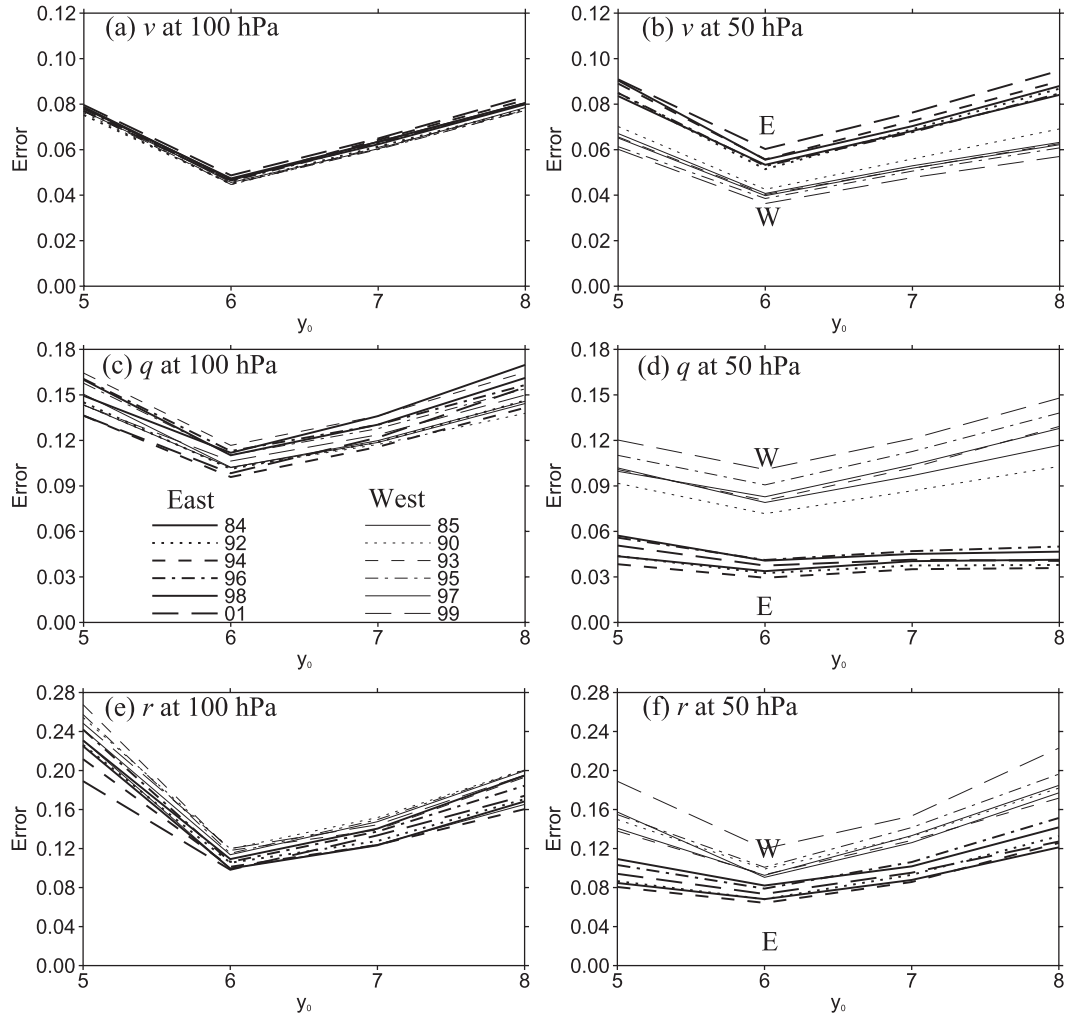 (a) v at 100 hPa
0.12
0.10
0.08
0.06
0.04
0.02
0.00
Error
5 6 7 8
y₀
(b) v at 50 hPa
0.12
0.10
0.08
0.06
0.04
0.02
0.00
Error
E
W
5 6 7 8
y₀
(c) q at 100 hPa
0.18
0.15
0.12
0.09
0.06
0.03
0.00
Error
East West
84 85
92 90
94 93
96 95
98 97
01 99
5 6 7 8
y₀
(d) q at 50 hPa
0.18
0.15
0.12
0.09
0.06
0.03
0.00
Error
W
E
5 6 7 8
y₀
(e) r at 100 hPa
0.28
0.24
0.20
0.16
0.12
0.08
0.04
0.00
Error
5 6 7 8
y₀
(f) r at 50 hPa
0.28
0.24
0.20
0.16
0.12
0.08
0.04
0.00
Error
W
E
5 6 7 8
y₀